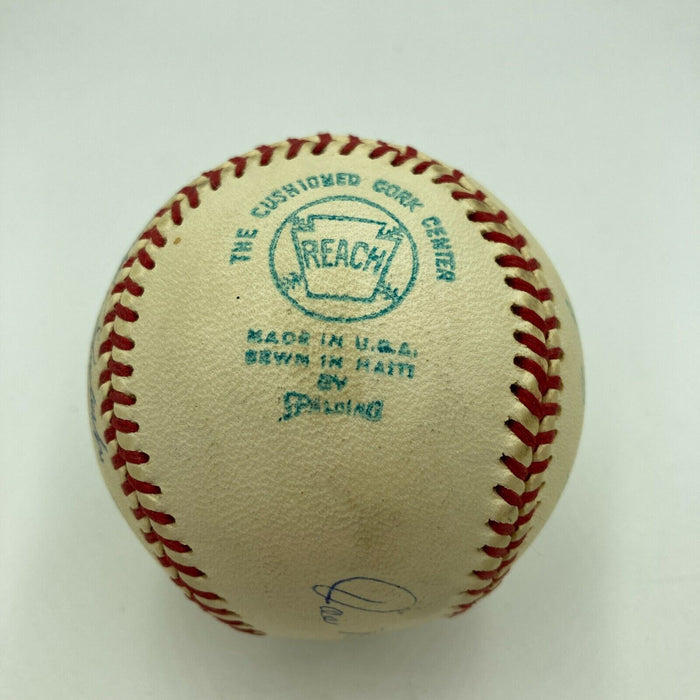 THE CUSHIONED CORK CENTER
REACH
MADE IN U.S.A.
SEWN IN HAITI
BY
SPALDING